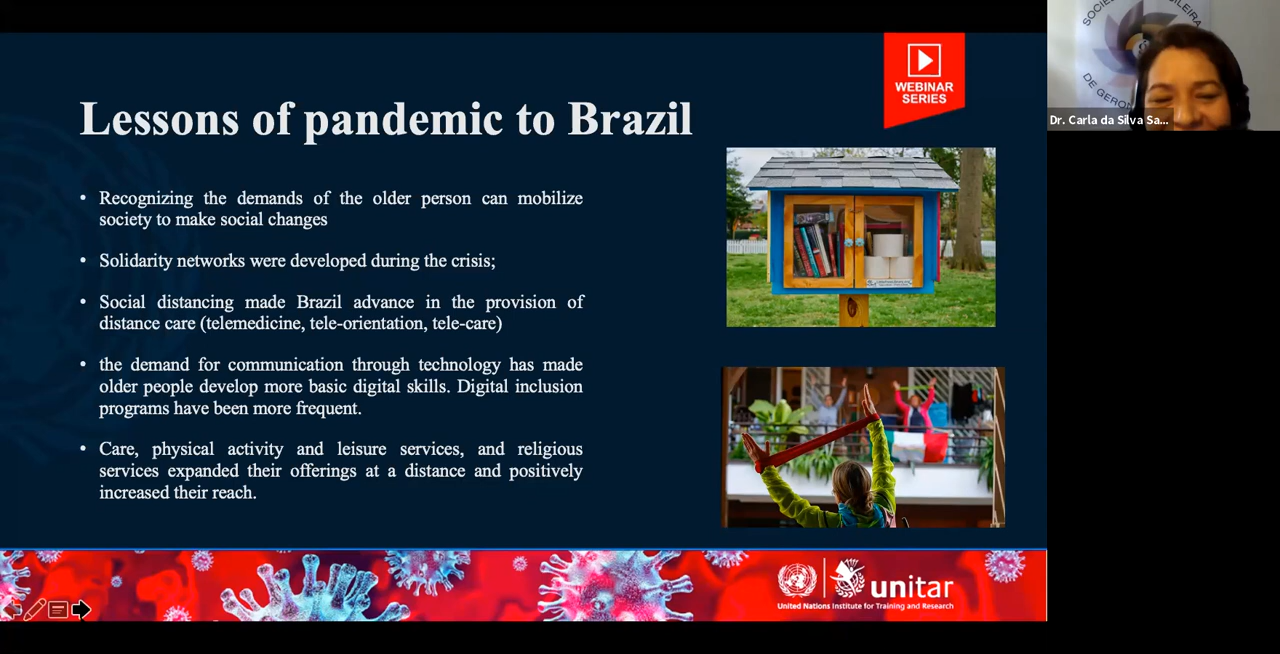 WEBINAR
SERIES
Lessons of pandemic to Brazil
• Recognizing the demands of the older person can mobilize
society to make social changes
• Solidarity networks were developed during the crisis;
• Social distancing made Brazil advance in the provision of
distance care (telemedicine, tele-orientation, tele-care)
• the demand for communication through technology has made
older people develop more basic digital skills. Digital inclusion
programs have been more frequent.
• Care, physical activity and leisure services, and religious
services expanded their offerings at a distance and positively
increased their reach.
unitar
United Nations Institute for Training and Research
DE
Dr. Carla da Silva Sa...